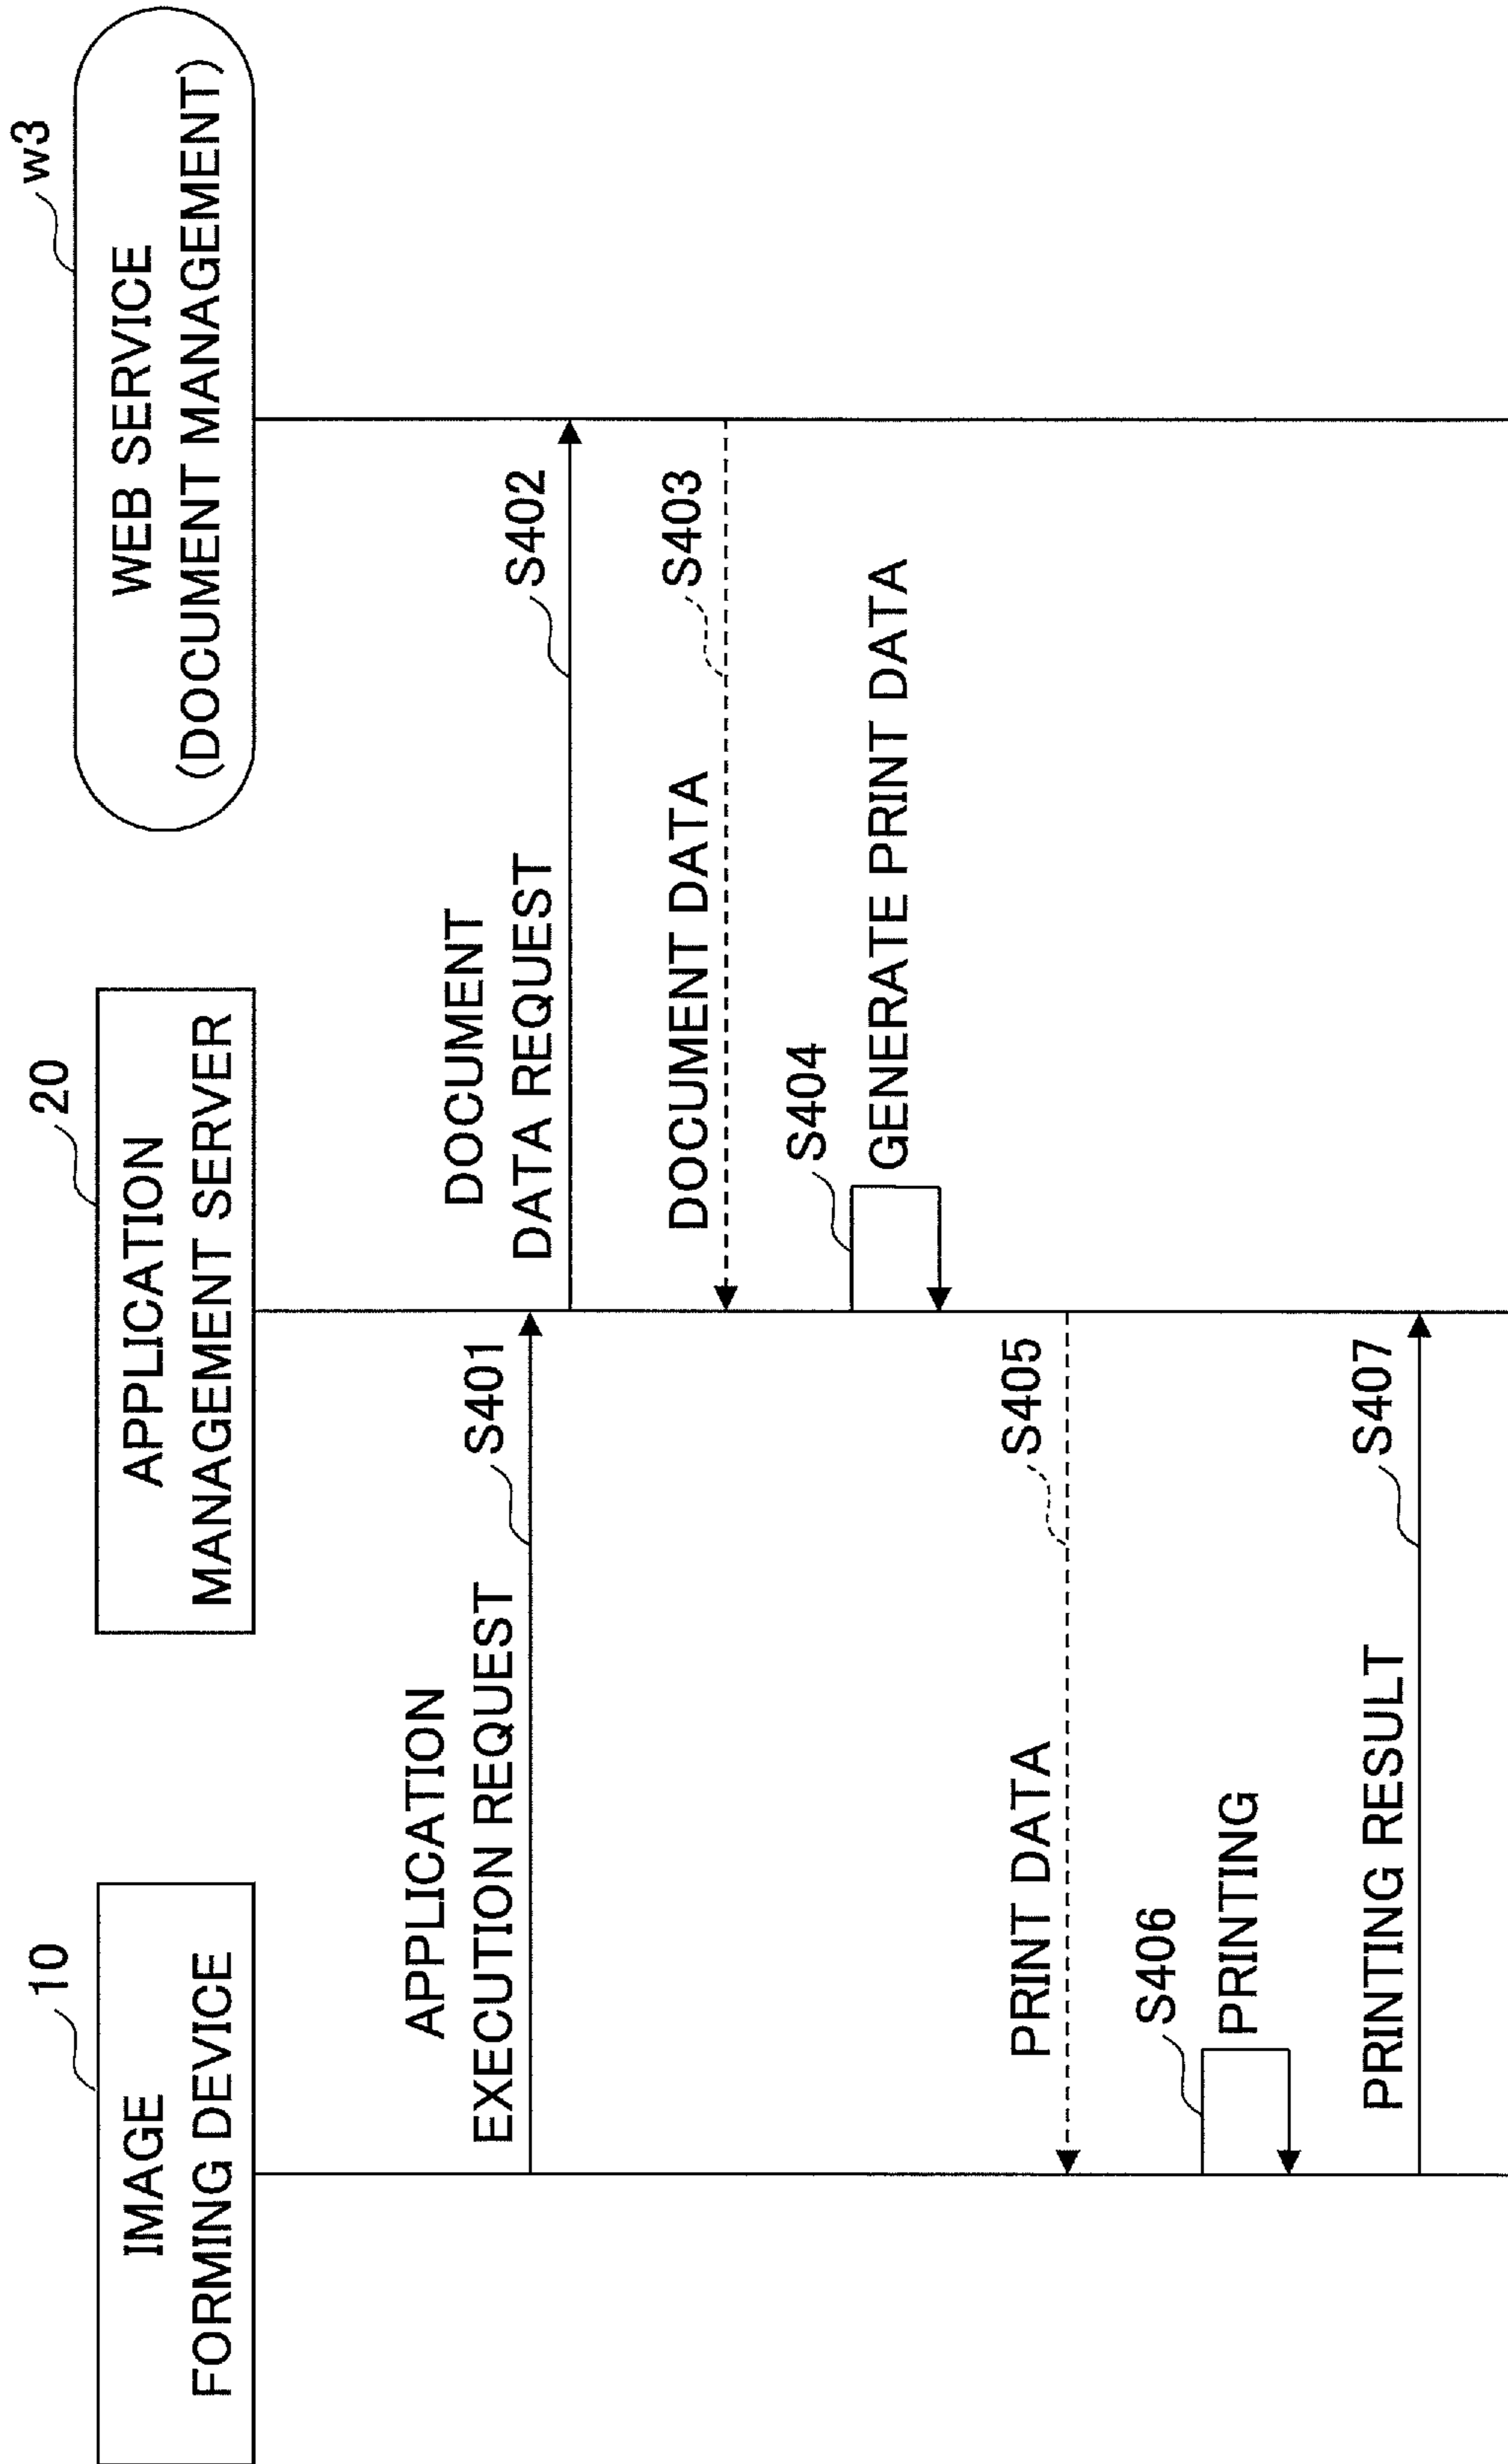 10
IMAGE
FORMING DEVICE
20
APPLICATION
MANAGEMENT SERVER
w3
WEB SERVICE
(DOCUMENT MANAGEMENT)
APPLICATION
EXECUTION REQUEST
S401
DOCUMENT
DATA REQUEST
S402
DOCUMENT DATA
S403
S404
GENERATE PRINT DATA
PRINT DATA
S405
S406
PRINTING
PRINTING RESULT
S407